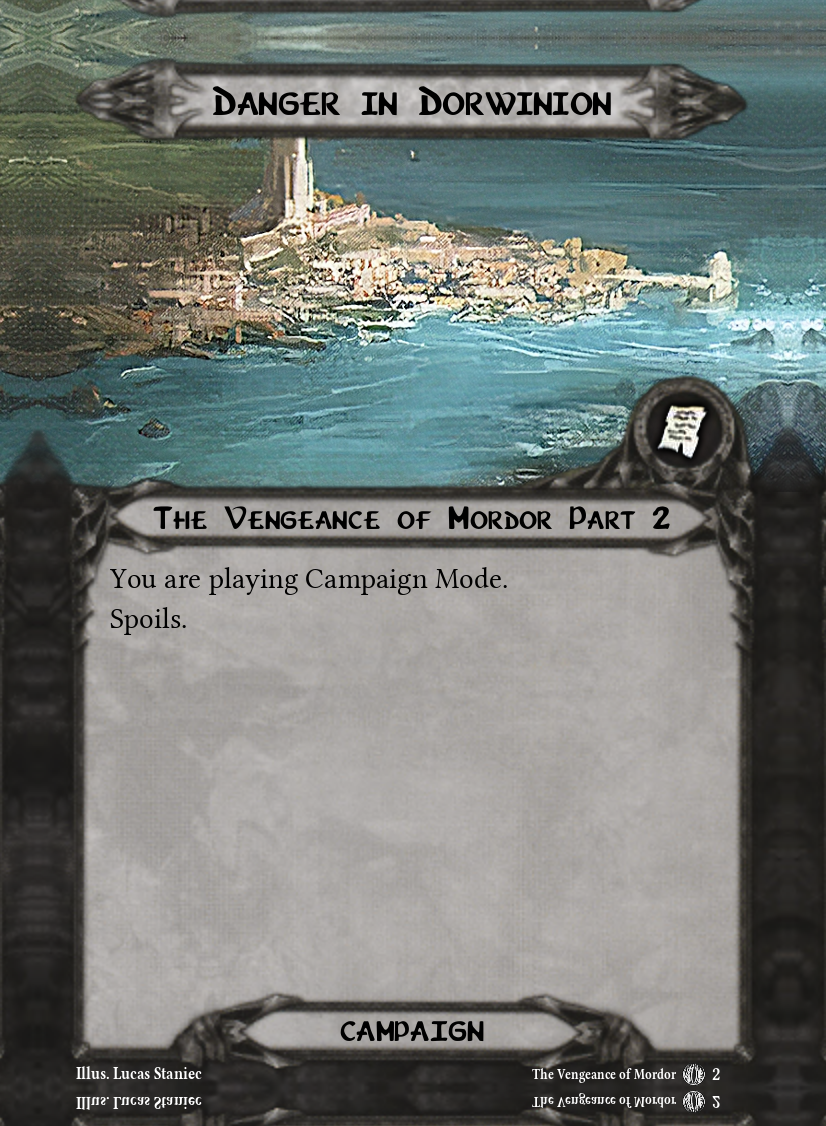 Danger in Dorwinion
The Vengeance of Mordor Part 2
You are playing Campaign Mode.
Spoils.
CAMPAIGN
Illus. Lucas Staniec
The Vengeance of Mordor 2
Illus. Lucas Staniec
The Vengeance of Mordor 2